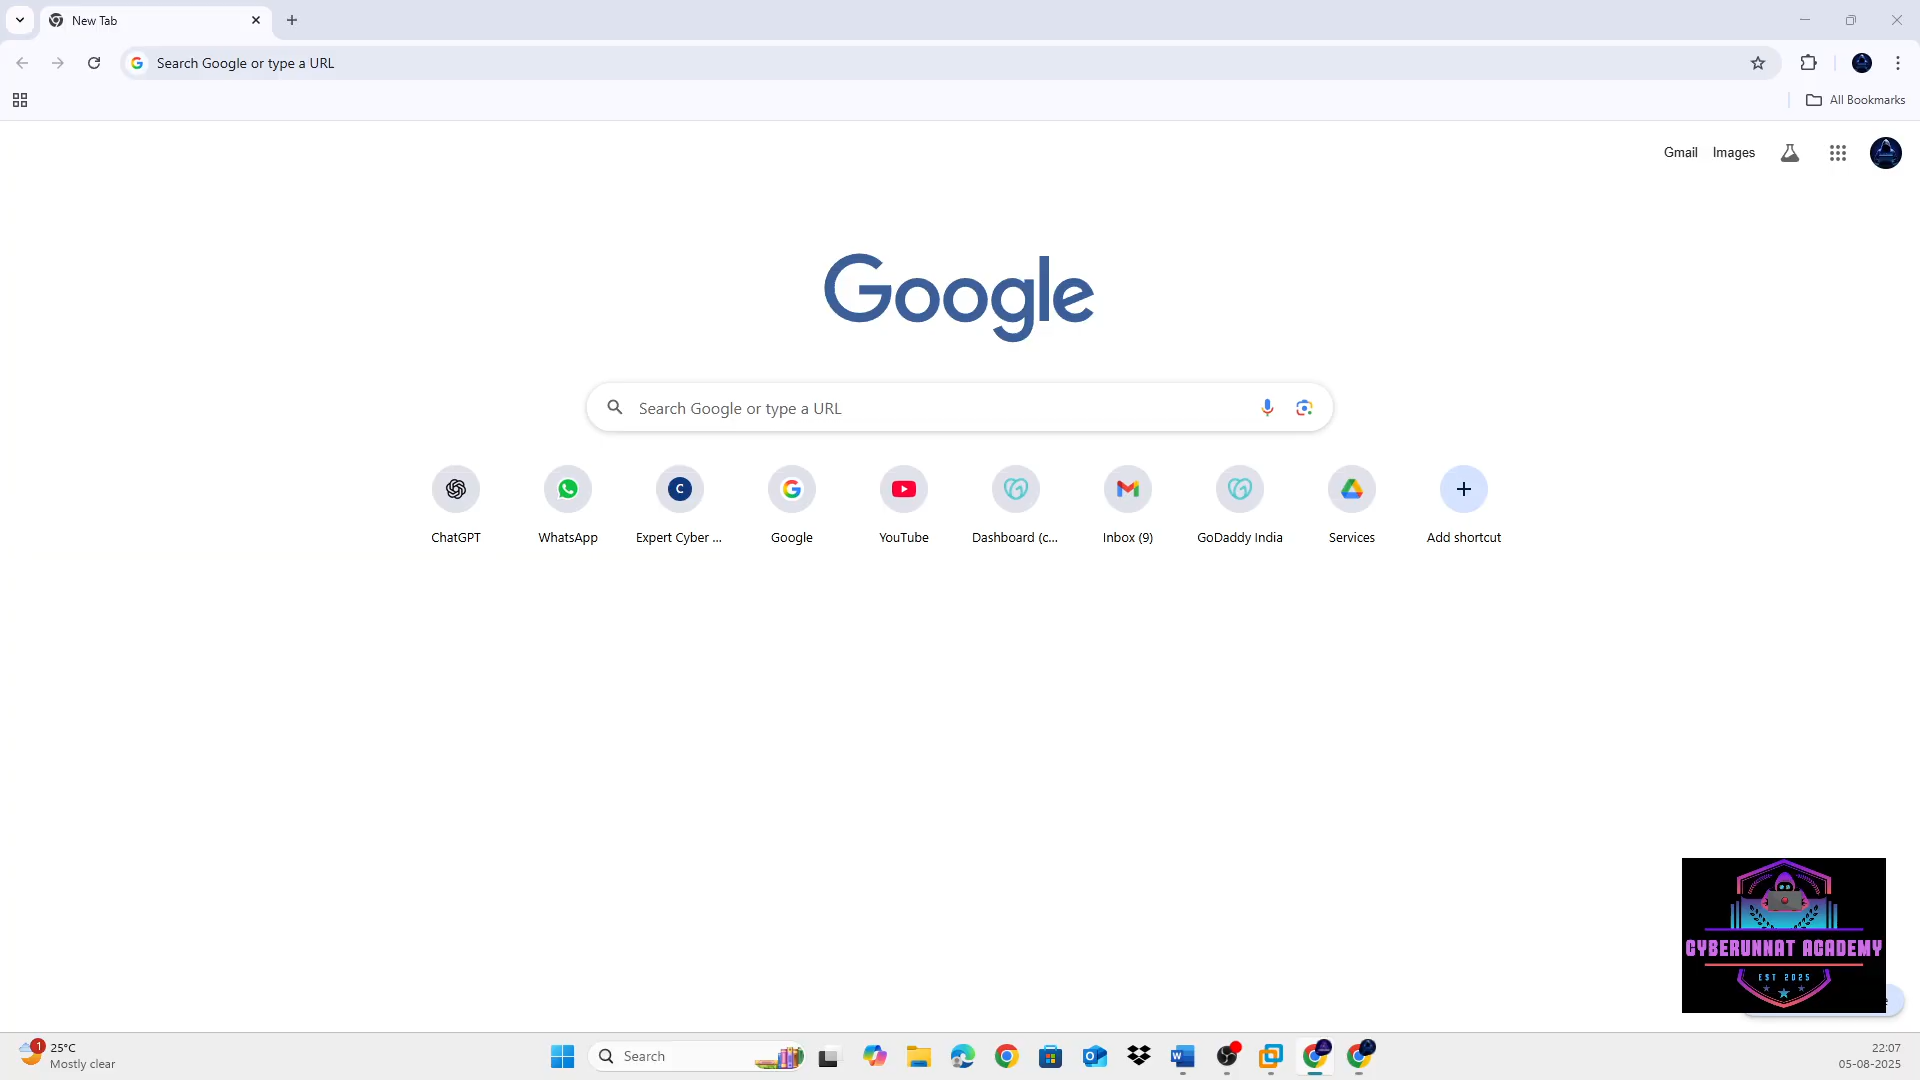 New Tab
Search Google or type a URL
All Bookmarks
Gmail Images
Google
Search Google or type a URL
ChatGPT WhatsApp Expert Cyber ... Google YouTube Dashboard (c... Inbox (9) GoDaddy India Services Add shortcut
C
CYBERUNNAT ACADEMY
EST 2025
1
25°C
Mostly clear
Search
22:07
05-08-2025